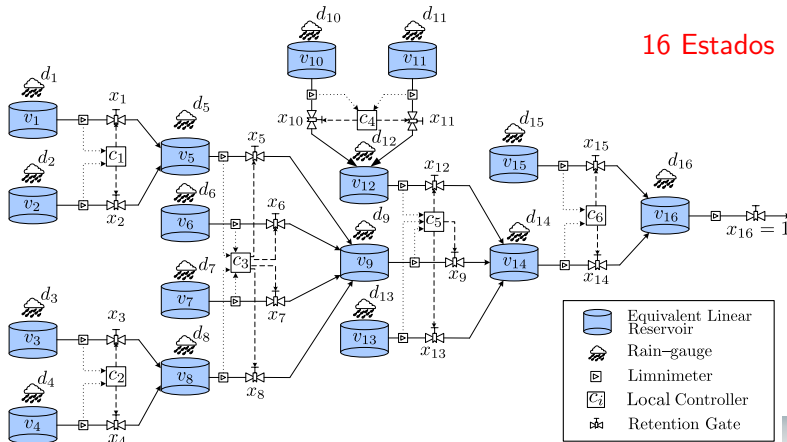 16 Estados
d10
d11
v10
v11
x10
c4
x11
d12
d1
x1
d5
v1
d2
c1
v5
x5
v2
x2
d6
v6
x6
c3
d7
v7
x7
d3
x3
d8
v3
d4
c2
v8
x8
v4
x4
v12
x12
d9
c5
d14
v9
x9
v14
d13
v13
x13
d15
x15
v15
d16
c6
v16
x14
x16 = 1
Equivalent Linear
Reservoir
Rain–gauge
Limnimeter
ci
Local Controller
Retention Gate